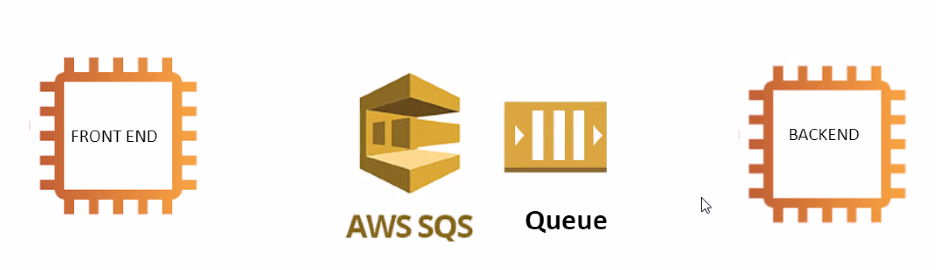 FRONT END
AWS SQS
Queue
BACKEND